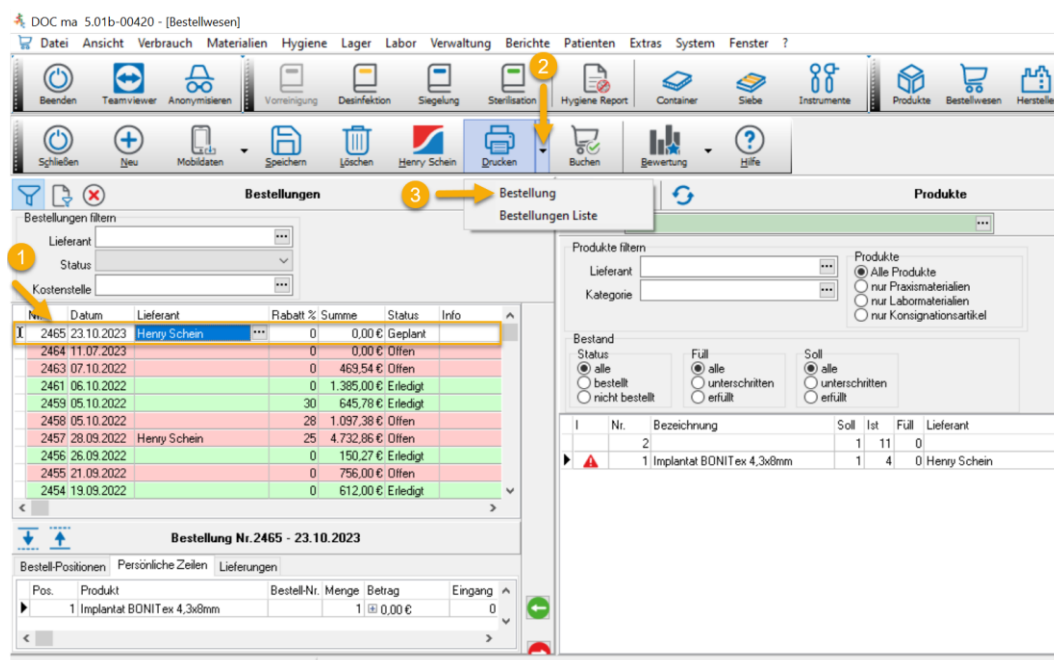 DOC ma 5.01b-00420 - [Bestellwesen]
Datei Ansicht Verbrauch Materialien Hygiene Lager Labor Verwaltung Berichte Patienten Extras System Fenster ?
Beenden Teamviewer Anonymisieren Vorreinigung Desinfektion Siegelung Sterilisation Hygiene Report Container Siebe Instrumente Produkte Bestellwesen Herstelle
2
Schließen Neu Mobildaten Speichern Löschen Henry Schein Drucken Buchen Bewertung Hilfe
3
Bestellung
Bestellungen Liste
Bestellungen
Produkte
Bestellungen filtern
Lieferant
Status
Kostenstelle
1
Produkte filtern
Lieferant
Kategorie
Produkte
Alle Produkte
nur Praxismaterialien
nur Labormaterialien
nur Konsignationsartikel
Datum Lieferant Rabatt % Summe Status Info
2465 23.10.2023 Henry Schein 0 0,00 € Geplant
2464 11.07.2023 0 0,00 € Offen
2463 07.10.2022 0 469,54 € Offen
2461 06.10.2022 0 1.385,00 € Erledigt
2459 05.10.2022 30 645,78 € Erledigt
2458 05.10.2022 28 1.097,38 € Offen
2457 28.09.2022 Henry Schein 25 4.732,86 € Offen
2456 26.09.2022 0 150,27 € Erledigt
2455 21.09.2022 0 756,00 € Offen
2454 19.09.2022 0 612,00 € Erledigt
Bestand
Status
alle
bestellt
nicht bestellt
Füll
alle
unterschritten
erfüllt
Soll
alle
unterschritten
erfüllt
I Nr. Bezeichnung Soll Ist Füll Lieferant
2 1 11 0
1 Implantat BONITex 4,3x8mm 1 4 0 Henry Schein
Bestellung Nr.2465 - 23.10.2023
Bestell-Positionen Persönliche Zeilen Lieferungen
Pos. Produkt Bestell-Nr. Menge Betrag Eingang
1 Implantat BONITex 4,3x8mm 1 0,00 € 0